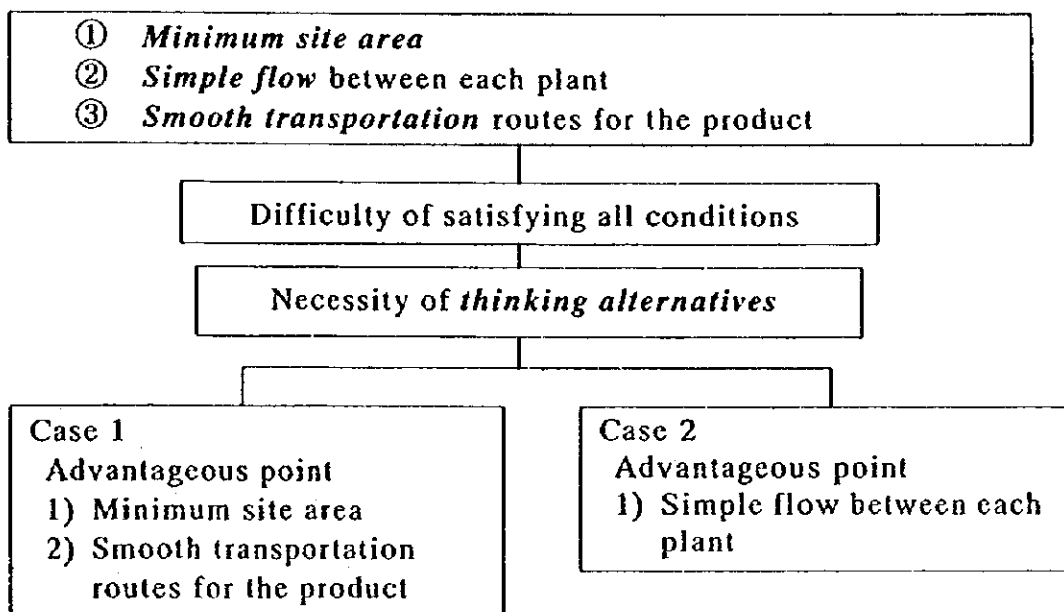 ① Minimum site area
② Simple flow between each plant
③ Smooth transportation routes for the product
Difficulty of satisfying all conditions
Necessity of thinking alternatives
Case 1
Advantageous point
1) Minimum site area
2) Smooth transportation
routes for the product
Case 2
Advantageous point
1) Simple flow between each
plant